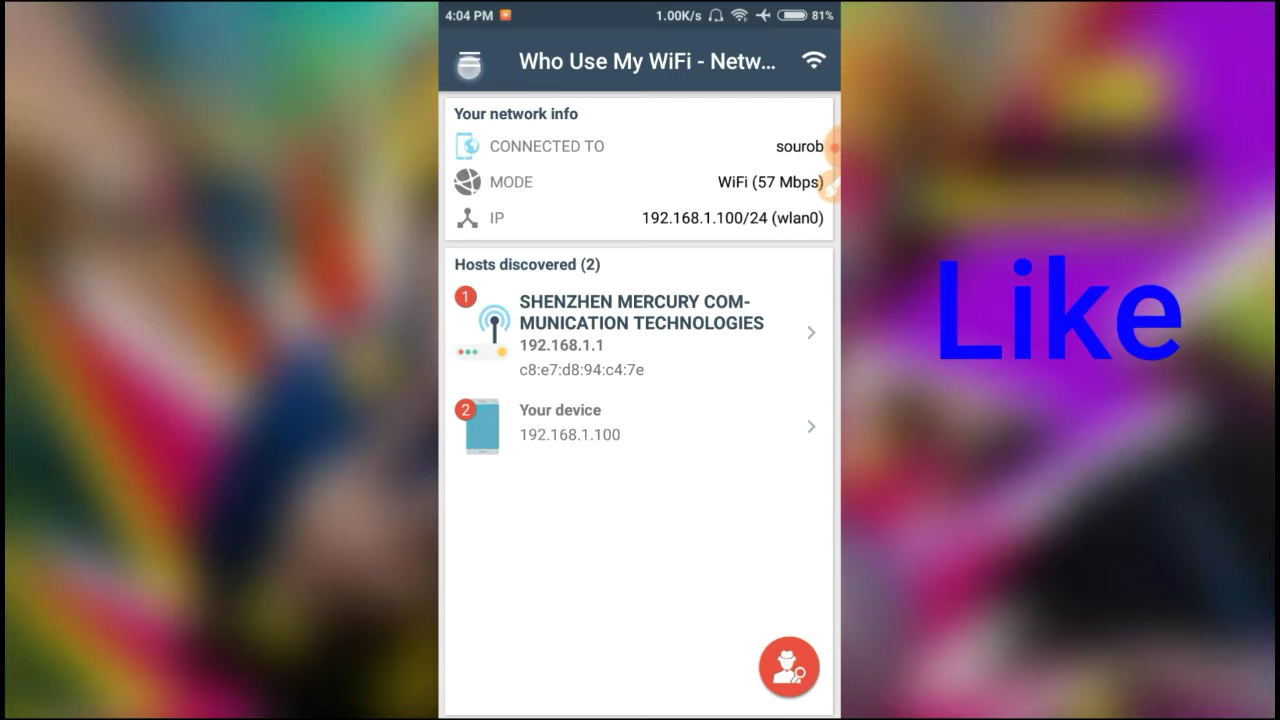 4:04 PM 1.00K/s 81%
Who Use My WiFi - Netw...
Your network info
CONNECTED TO sourob
MODE WiFi (57 Mbps)
IP 192.168.1.100/24 (wlan0)
Hosts discovered (2)
1
SHENZHEN MERCURY COM-
MUNICATION TECHNOLOGIES
192.168.1.1
c8:e7:d8:94:c4:7e
2
Your device
192.168.1.100
Like